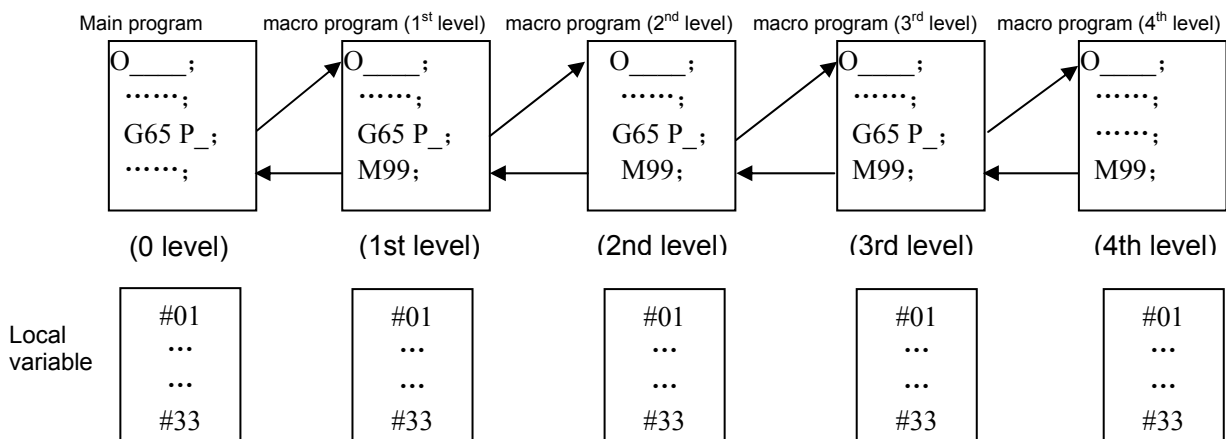 Main program macro program (1st level) macro program (2nd level) macro program (3rd level) macro program (4th level)
O____； O____； O____； O____； O____；
……； ……； ……； ……； ……；
G65 P_； G65 P_； G65 P_； G65 P_； ……；
……； M99； M99； M99； M99；
(0 level) (1st level) (2nd level) (3rd level) (4th level)
#01 #01 #01 #01 #01
Local … … … … …
variable … … … … …
#33 #33 #33 #33 #33